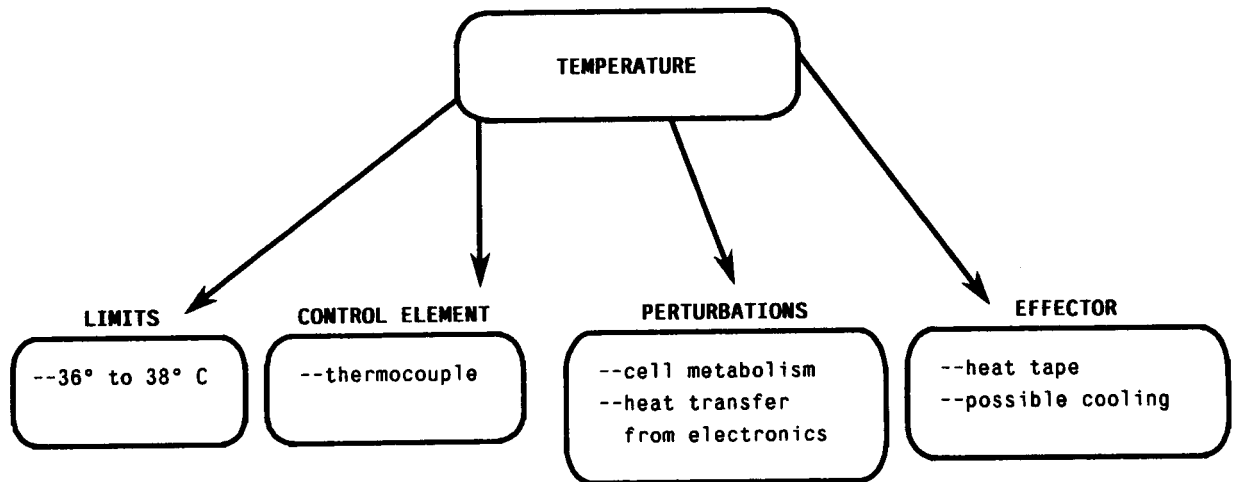 TEMPERATURE
LIMITS
--36° to 38° C
CONTROL ELEMENT
--thermocouple
PERTURBATIONS
--cell metabolism
--heat transfer
from electronics
EFFECTOR
--heat tape
--possible cooling